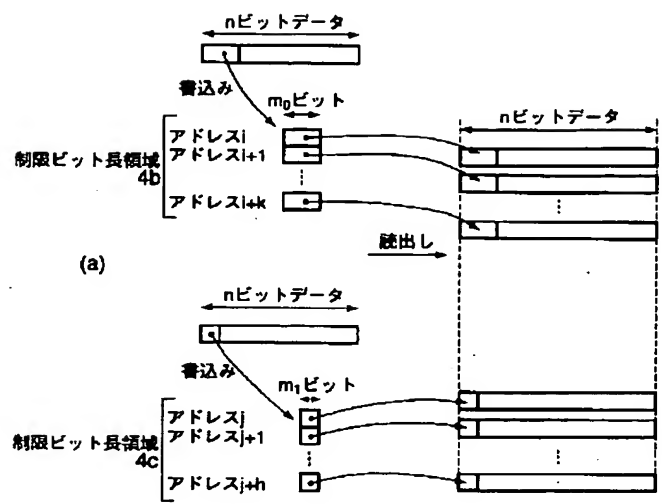 nビットデータ
書込み
m₀ビット
nビットデータ
制限ビット長領域
4b
アドレスi
アドレスi+1
アドレスi+k
読出し
(a)
nビットデータ
書込み
m₁ビット
制限ビット長領域
4c
アドレスj
アドレスj+1
アドレスj+h